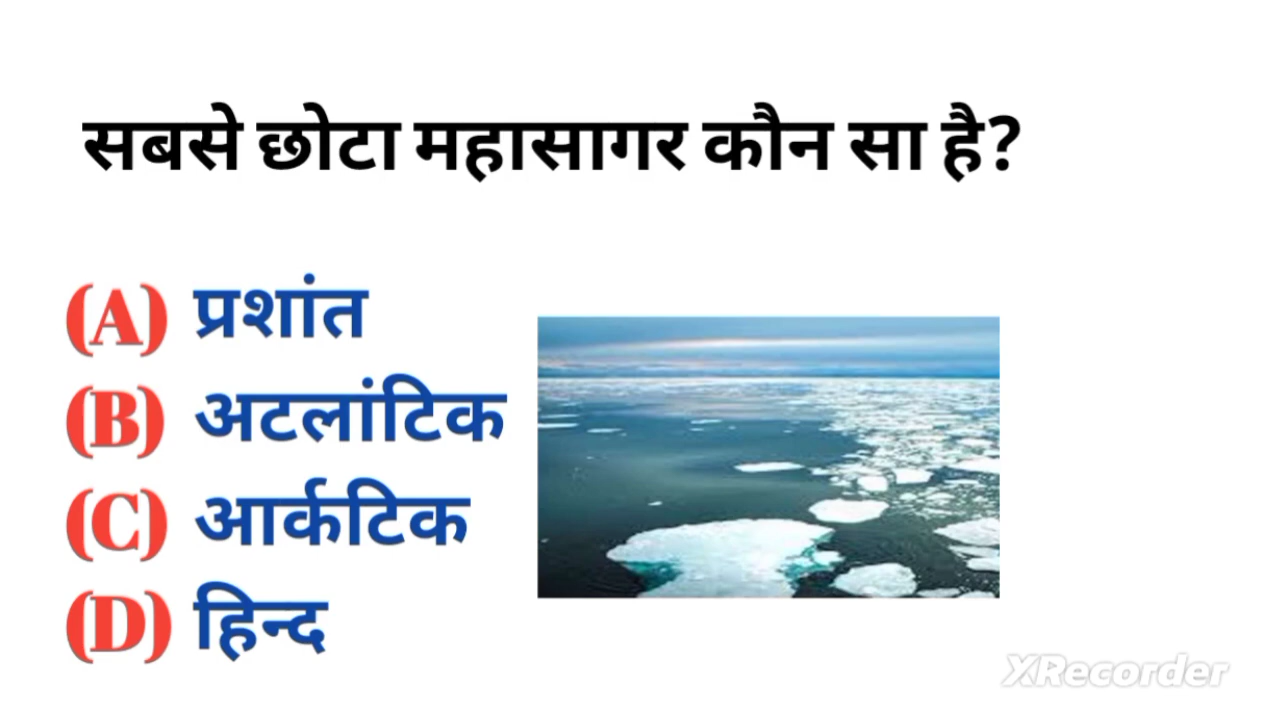 सबसे छोटा महासागर कौन सा है?
(A) प्रशांत
(B) अटलांटिक
(C) आर्कटिक
(D) हिन्द
XRecorder